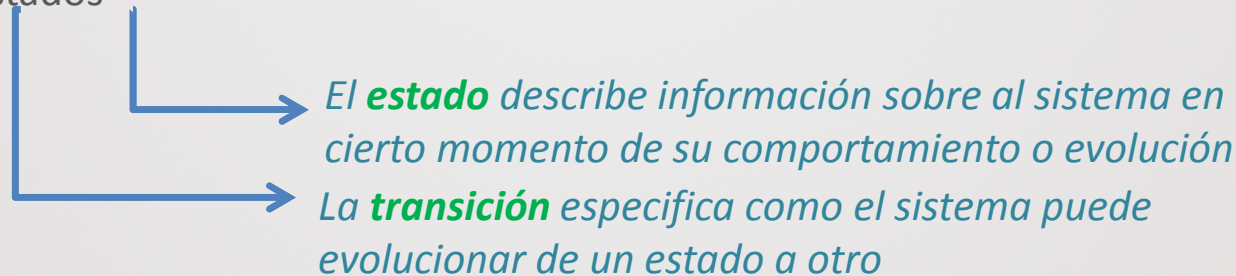 El estado describe información sobre al sistema en
cierto momento de su comportamiento o evolución
La transición especifica como el sistema puede
evolucionar de un estado a otro